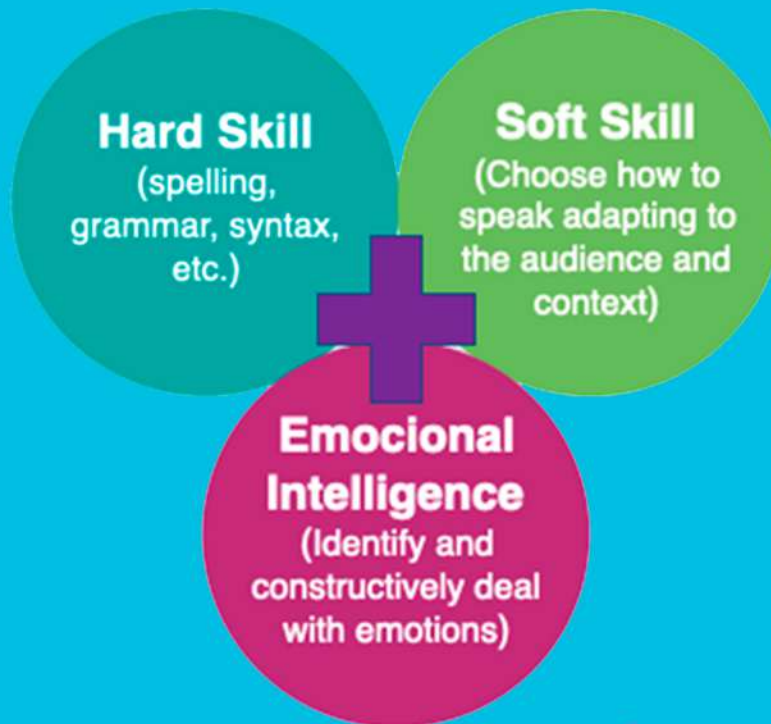 Hard Skill
(spelling,
grammar, syntax,
etc.)
Soft Skill
(Choose how to
speak adapting to
the audience and
context)
Emocional
Intelligence
(Identify and
constructively deal
with emotions)